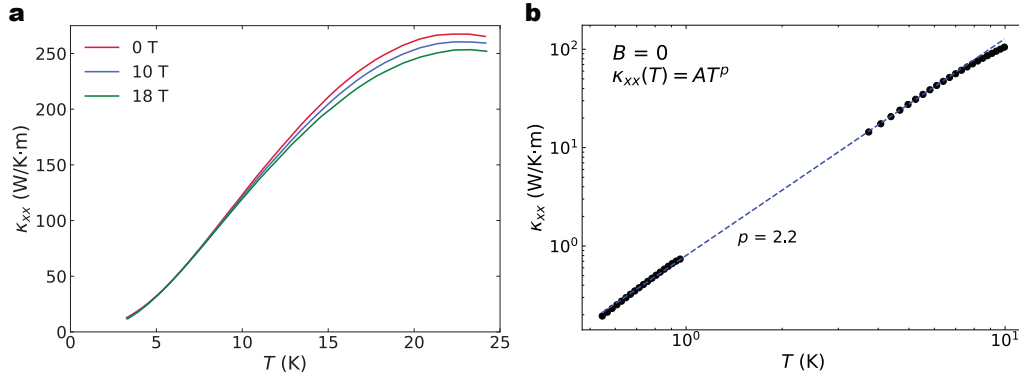 a
κxx (W/K·m)
250
200
150
100
50
0
0 T
10 T
18 T
0 5 10 15 20 25
T (K)
b
κxx (W/K·m)
10²
10¹
10⁰
B = 0
κxx(T) = ATᵖ
p = 2.2
10⁰ 10¹
T (K)